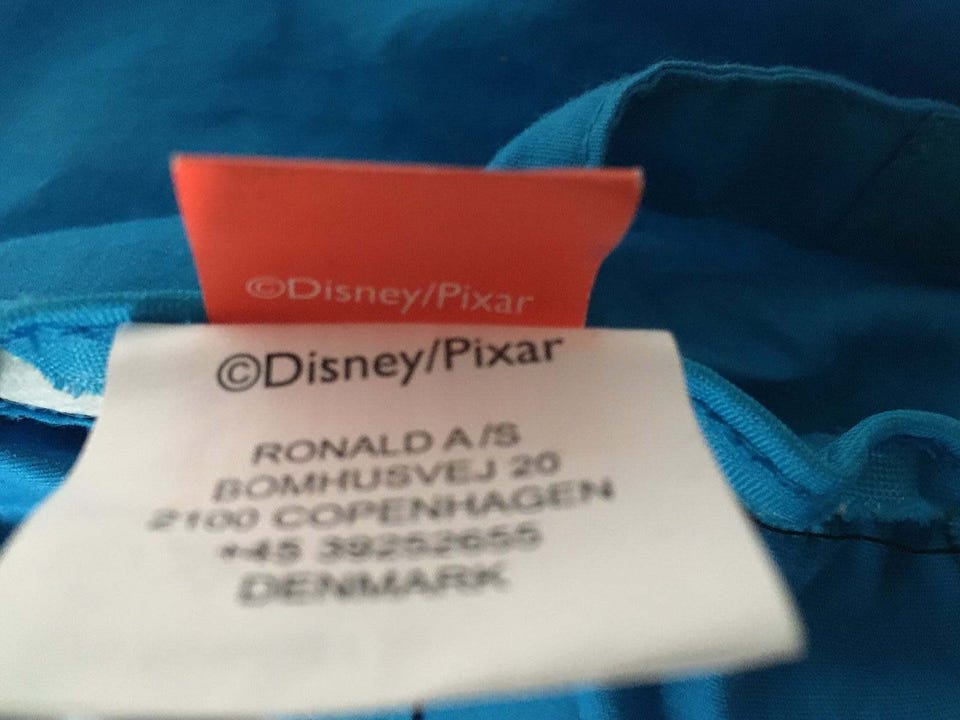 ©Disney/Pixar
©Disney/Pixar
RONALD A/S
BOMHUSVEJ 20
2100 COPENHAGEN
+45 39252655
DENMARK